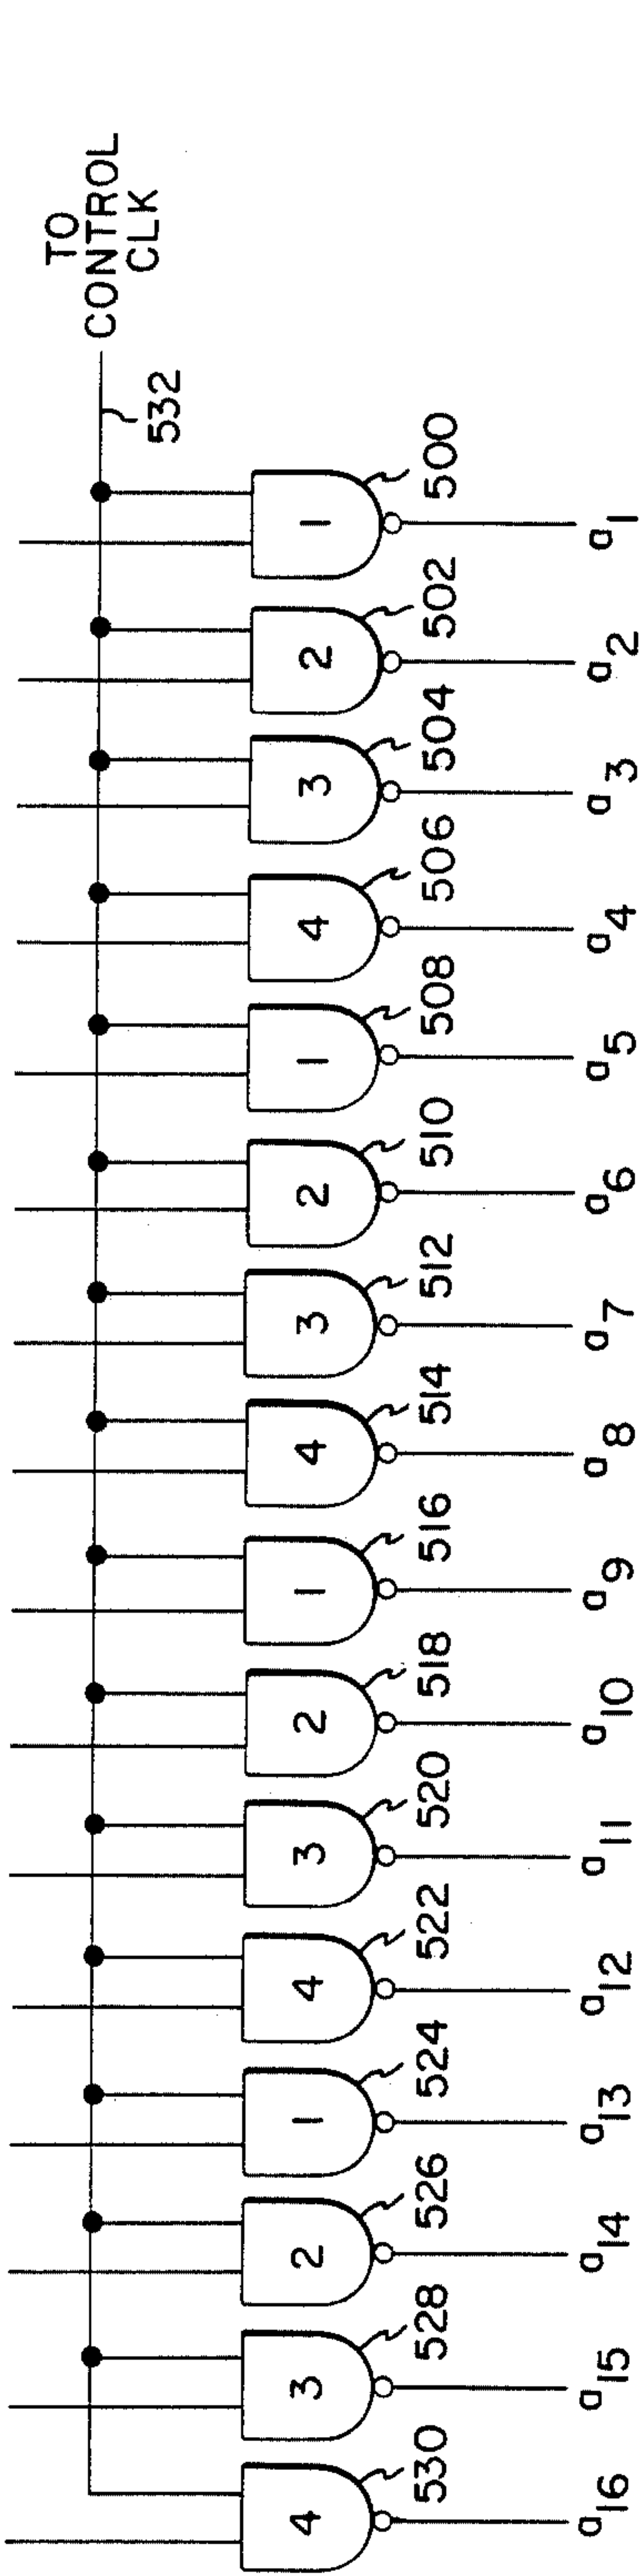 TO
CONTROL
CLK
532
1 2 3 4 1 2 3 4 1 2 3 4 1 2 3 4
500 502 504 506 508 510 512 514 516 518 520 522 524 526 528 530
a1 a2 a3 a4 a5 a6 a7 a8 a9 a10 a11 a12 a13 a14 a15 a16